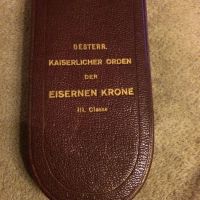 OESTERR.
KAISERLICHER ORDEN
DER
EISERNEN KRONE
III. Classe